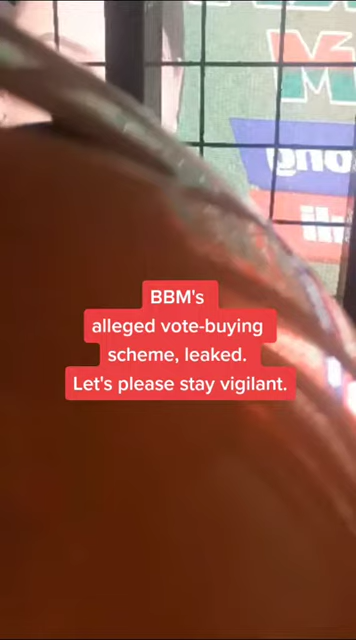 M
BBM's
alleged vote-buying
scheme, leaked.
Let's please stay vigilant.